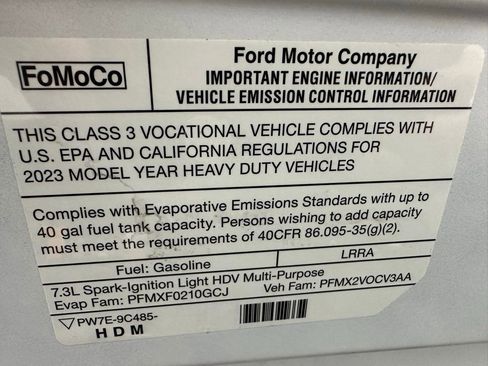 FoMoCo
Ford Motor Company
IMPORTANT ENGINE INFORMATION/
VEHICLE EMISSION CONTROL INFORMATION
THIS CLASS 3 VOCATIONAL VEHICLE COMPLIES WITH
U.S. EPA AND CALIFORNIA REGULATIONS FOR
2023 MODEL YEAR HEAVY DUTY VEHICLES
Complies with Evaporative Emissions Standards with up to
40 gal fuel tank capacity. Persons wishing to add capacity
must meet the requirements of 40CFR 86.095-35(g)(2).
Fuel: Gasoline LRRA
7.3L Spark-Ignition Light HDV Multi-Purpose
Evap Fam: PFMXF0210GCJ Veh Fam: PFMX2VOCV3AA
PW7E-9C485-
HDM